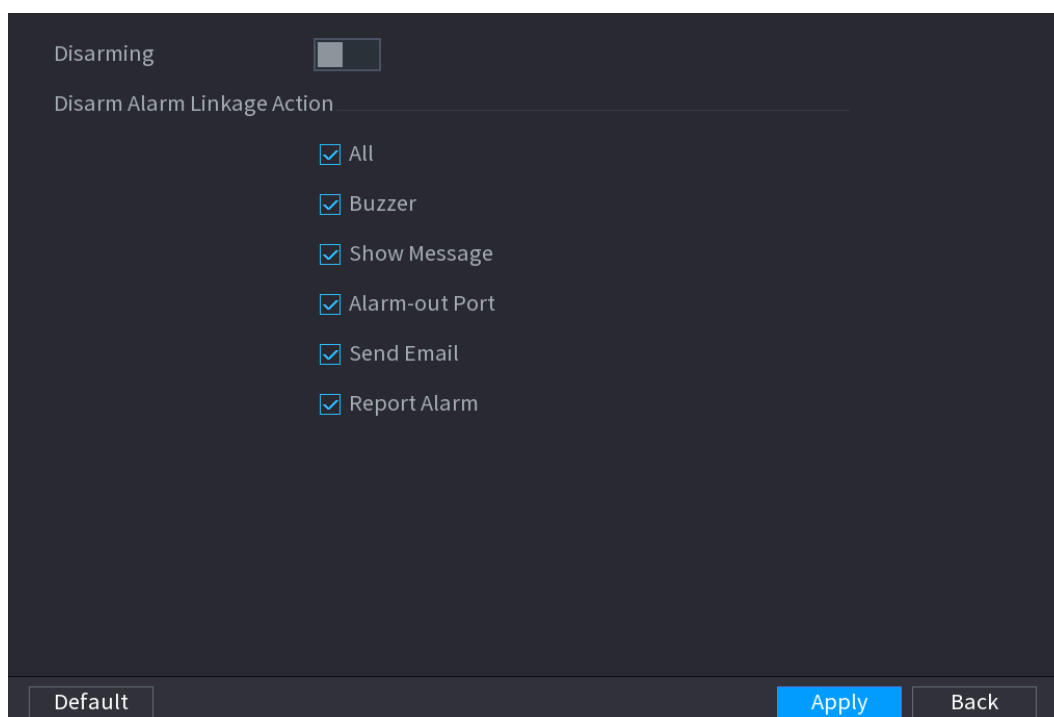 Disarming
Disarm Alarm Linkage Action
All
Buzzer
Show Message
Alarm-out Port
Send Email
Report Alarm
Default Apply Back